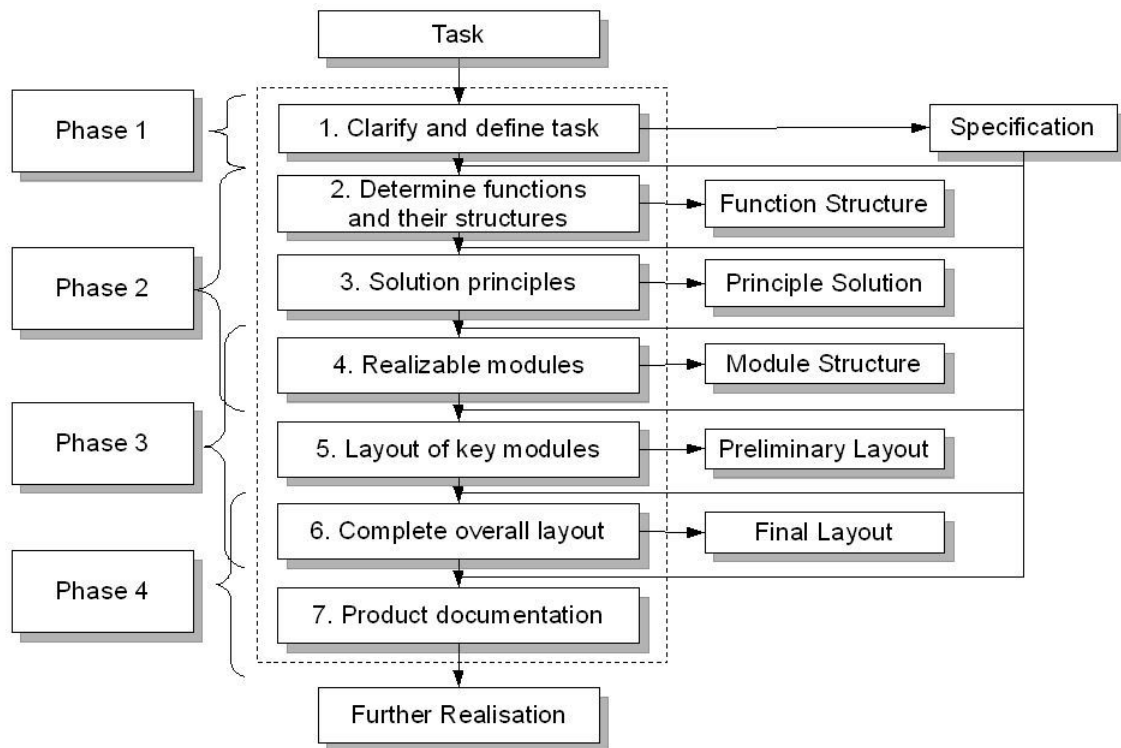 Task
Phase 1
1. Clarify and define task
Specification
2. Determine functions
and their structures
Function Structure
Phase 2
3. Solution principles
Principle Solution
4. Realizable modules
Module Structure
Phase 3
5. Layout of key modules
Preliminary Layout
6. Complete overall layout
Final Layout
Phase 4
7. Product documentation
Further Realisation